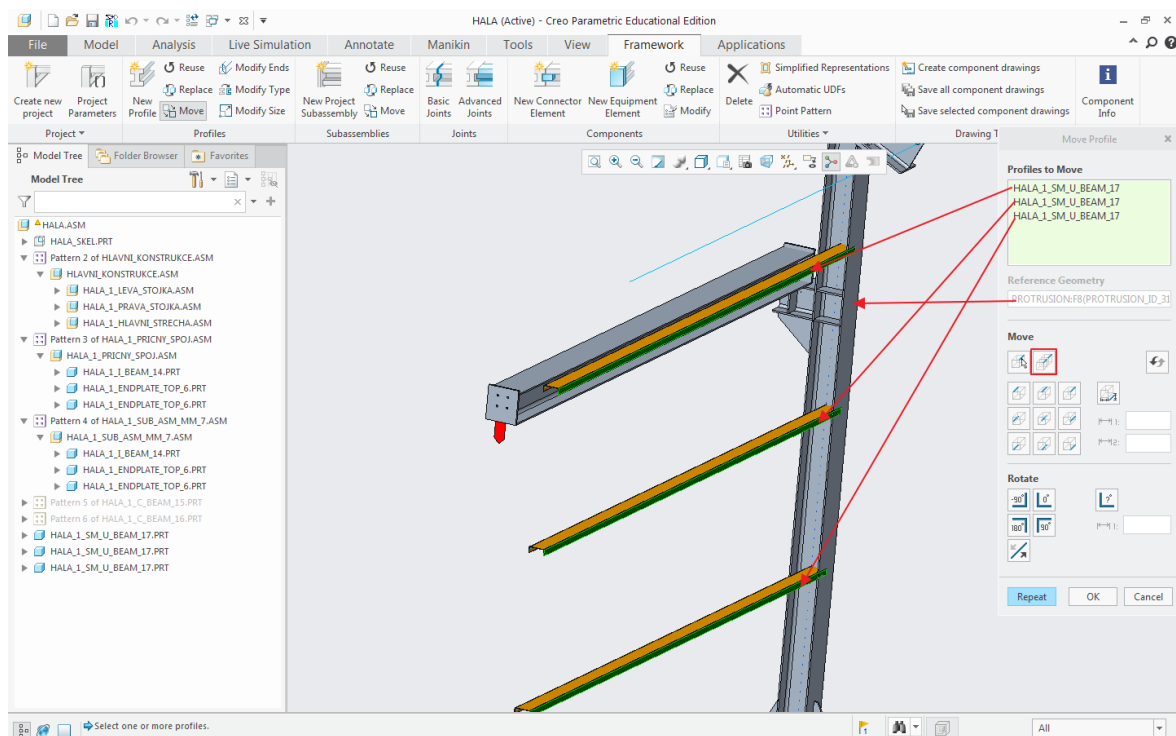 HALA (Active) - Creo Parametric Educational Edition
File Model Analysis Live Simulation Annotate Manikin Tools View Framework Applications
Create new project
Project Parameters
New Profile
Reuse
Replace
Move
Modify Ends
Modify Type
Modify Size
New Project Subassembly
Reuse
Replace
Move
Basic Joints
Advanced Joints
New Connector Element
New Equipment Element
Reuse
Replace
Modify
Delete
Simplified Representations
Automatic UDFs
Point Pattern
Create component drawings
Save all component drawings
Save selected component drawings
Component Info
Project Profiles Subassemblies Joints Components Utilities Drawing
Model Tree Folder Browser Favorites
Model Tree
HALA.ASM
HALA_SKEL.PRT
Pattern 2 of HLAVNI_KONSTRUKCE.ASM
HLAVNI_KONSTRUKCE.ASM
HALA_1_LEVA_STOJKA.ASM
HALA_1_PRAVA_STOJKA.ASM
HALA_1_HLAVNI_STRECHA.ASM
Pattern 3 of HALA_1_PRICNY_SPOJ.ASM
HALA_1_PRICNY_SPOJ.ASM
HALA_1_I_BEAM_14.PRT
HALA_1_ENDPLATE_TOP_6.PRT
HALA_1_ENDPLATE_TOP_6.PRT
Pattern 4 of HALA_1_SUB_ASM_MM_7.ASM
HALA_1_SUB_ASM_MM_7.ASM
HALA_1_I_BEAM_14.PRT
HALA_1_ENDPLATE_TOP_6.PRT
HALA_1_ENDPLATE_TOP_6.PRT
Pattern 5 of HALA_1_C_BEAM_15.PRT
Pattern 6 of HALA_1_C_BEAM_16.PRT
HALA_1_SM_U_BEAM_17.PRT
HALA_1_SM_U_BEAM_17.PRT
HALA_1_SM_U_BEAM_17.PRT
Move Profile
Profiles to Move
HALA_1_SM_U_BEAM_17
HALA_1_SM_U_BEAM_17
HALA_1_SM_U_BEAM_17
Reference Geometry
PROTRUSION:F8(PROTRUSION_ID_31
Move
1:
2:
Rotate
-90° 0° ?°
180° 90° 1:
Repeat OK Cancel
Select one or more profiles.
1
All